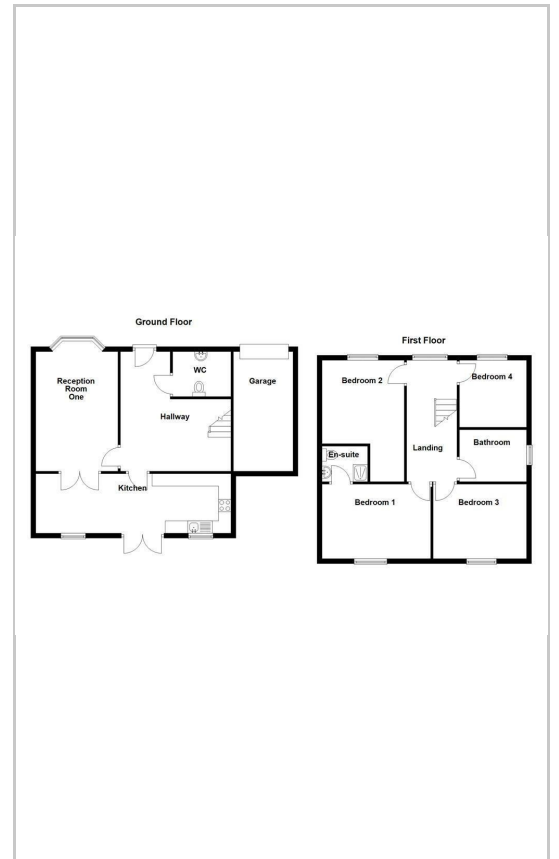 Ground Floor
Reception
Room
One
WC
Garage
Hallway
Kitchen
First Floor
Bedroom 2
Bedroom 4
Landing
Bathroom
En-suite
Bedroom 1
Bedroom 3